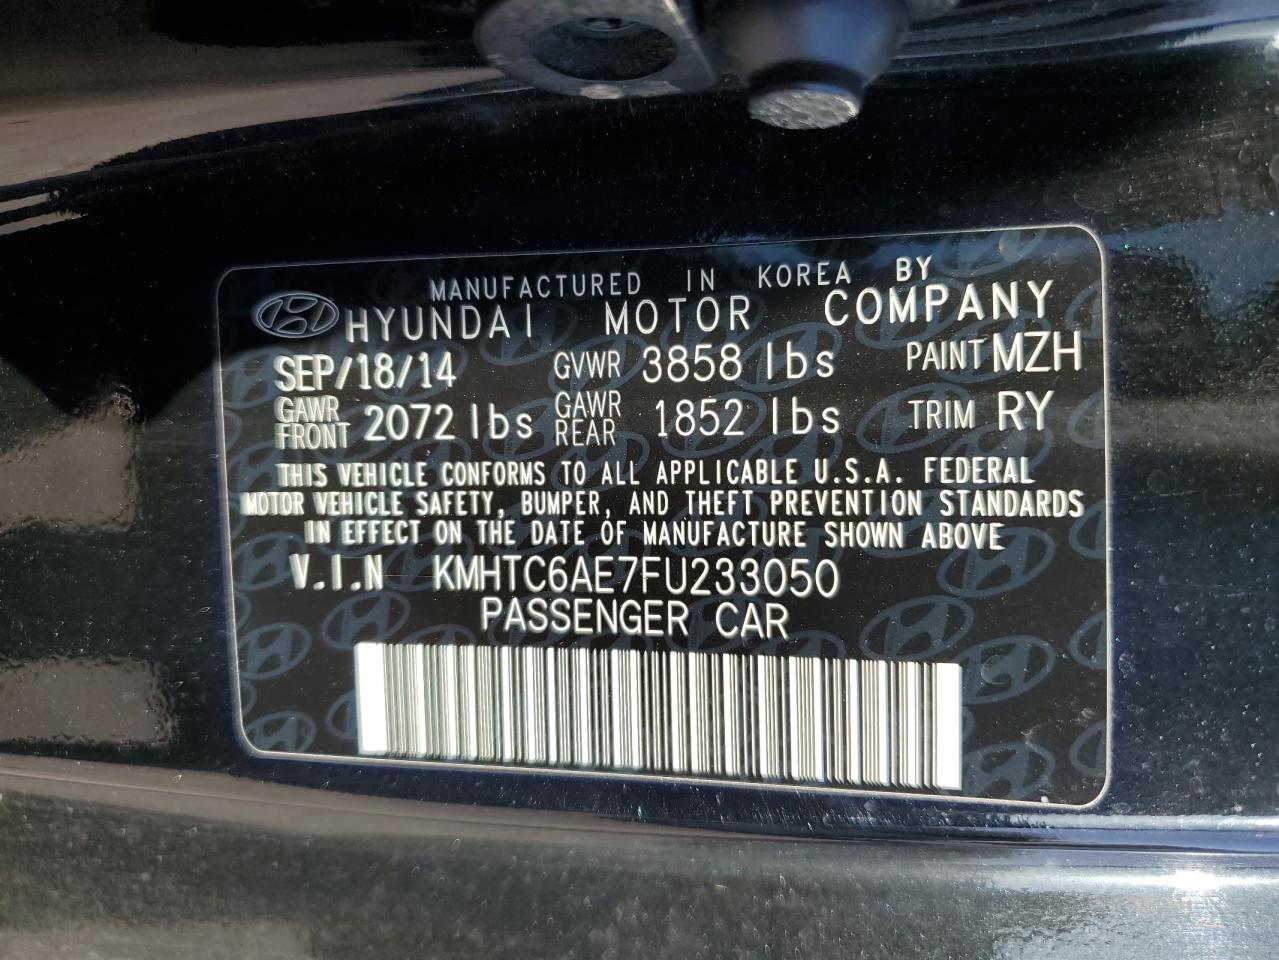 MANUFACTURED IN KOREA BY
HYUNDAI MOTOR COMPANY
SEP/18/14 GVWR 3858 lbs PAINT MZH
GAWR FRONT 2072 lbs GAWR REAR 1852 lbs TRIM RY
THIS VEHICLE CONFORMS TO ALL APPLICABLE U.S.A. FEDERAL
MOTOR VEHICLE SAFETY, BUMPER, AND THEFT PREVENTION STANDARDS
IN EFFECT ON THE DATE OF MANUFACTURE SHOWN ABOVE
V.I.N KMHTC6AE7FU233050
PASSENGER CAR